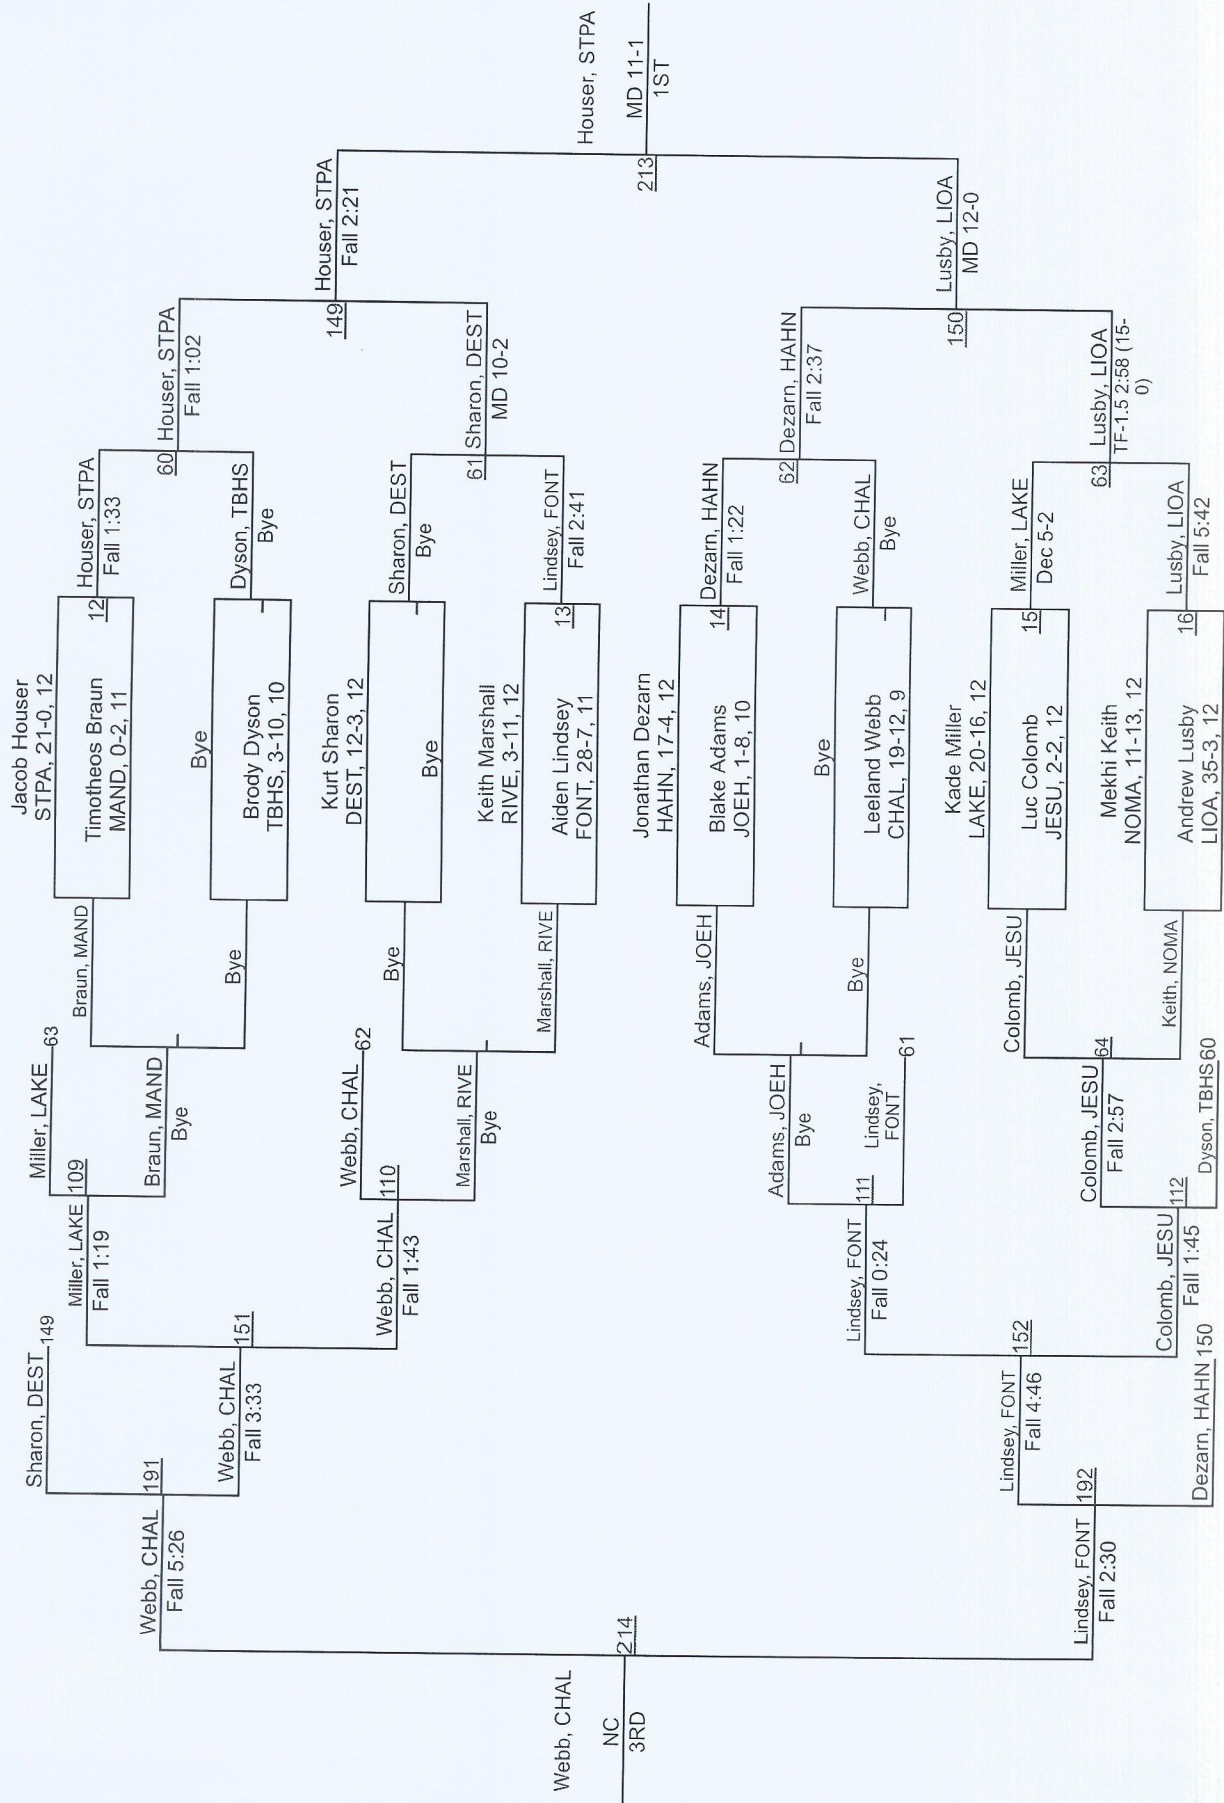 Jacob Houser
STPA, 21-0, 12
12
Timotheos Braun
MAND, 0-2, 11
Bye
Brody Dyson
TBHS, 3-10, 10
Kurt Sharon
DEST, 12-3, 12
Bye
Keith Marshall
RIVE, 3-11, 12
13
Aiden Lindsey
FONT, 28-7, 11
Jonathan Dezarn
HAHN, 17-4, 12
14
Blake Adams
JOEH, 1-8, 10
Bye
Leeland Webb
CHAL, 19-12, 9
Kade Miller
LAKE, 20-16, 12
15
Luc Colomb
JESU, 2-2, 12
Mekhi Keith
NOMA, 11-13, 12
16
Andrew Lusby
LIOA, 35-3, 12
Houser, STPA
Fall 1:33
60
Dyson, TBHS
Bye
Sharon, DEST
Bye
61
Lindsey, FONT
Fall 2:41
Dezarn, HAHN
Fall 1:22
62
Webb, CHAL
Bye
Miller, LAKE
Dec 5-2
63
Lusby, LIOA
Fall 5:42
Houser, STPA
Fall 1:02
149
Sharon, DEST
MD 10-2
Dezarn, HAHN
Fall 2:37
150
Lusby, LIOA
TF-1.5 2:58 (15-
0)
Houser, STPA
Fall 2:21
213
Lusby, LIOA
MD 12-0
Houser, STPA
MD 11-1
1ST
Braun, MAND
Bye
Bye
Marshall, RIVE
Adams, JOEH
Bye
Colomb, JESU
64
Keith, NOMA
Miller, LAKE 63
109
Braun, MAND
Bye
Webb, CHAL 62
110
Marshall, RIVE
Bye
Adams, JOEH
Bye
111
Lindsey,
FONT 61
Colomb, JESU
Fall 2:57
112
Dyson, TBHS 60
Miller, LAKE
Fall 1:19
151
Webb, CHAL
Fall 1:43
Lindsey, FONT
Fall 0:24
152
Colomb, JESU
Fall 1:45
Sharon, DEST 149
191
Webb, CHAL
Fall 3:33
Lindsey, FONT
Fall 4:46
192
Dezarn, HAHN 150
Webb, CHAL
Fall 5:26
214
Lindsey, FONT
Fall 2:30
Webb, CHAL
NC
3RD